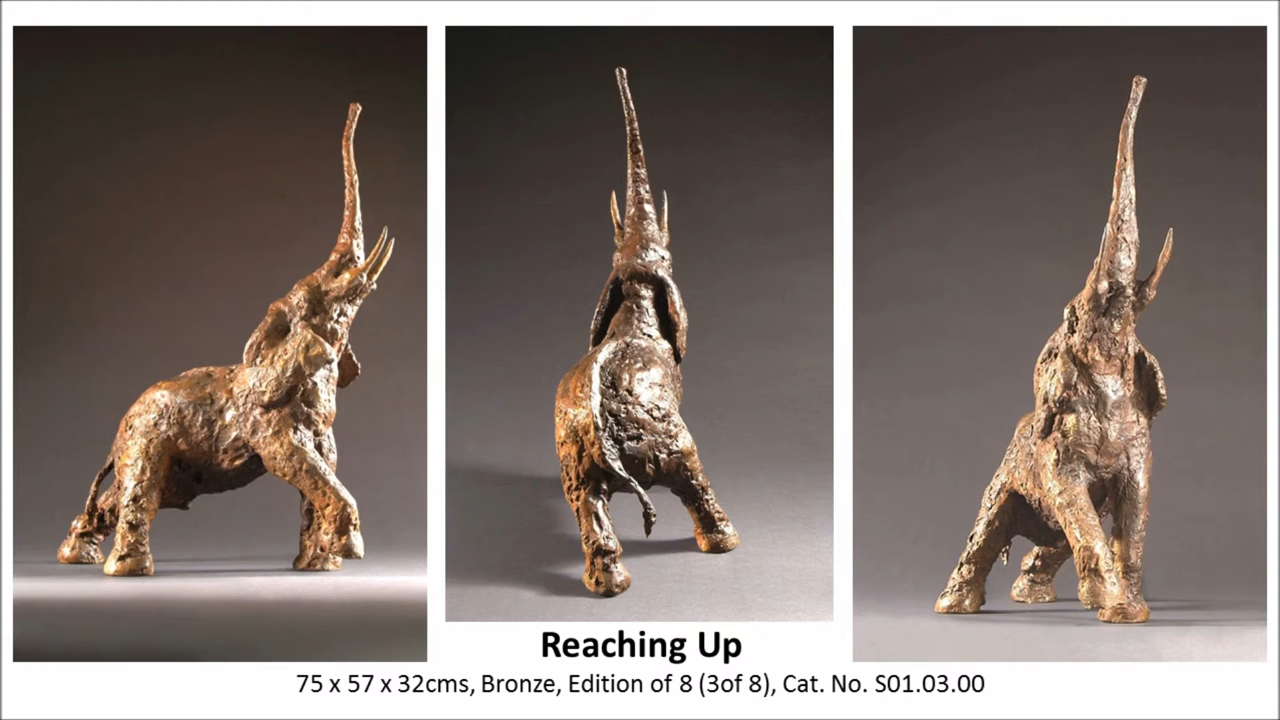 Reaching Up
75 x 57 x 32cms, Bronze, Edition of 8 (3of 8), Cat. No. S01.03.00